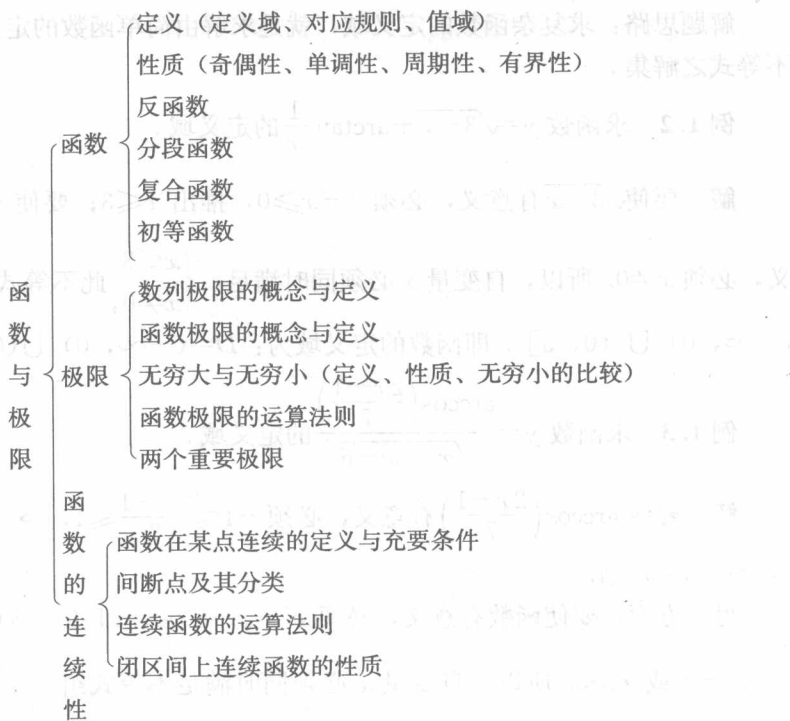 定义（定义域、对应规则、值域）
性质（奇偶性、单调性、周期性、有界性）
反函数
函数
分段函数
复合函数
初等函数
函数与极限
数列极限的概念与定义
函数极限的概念与定义
极限
无穷大与无穷小（定义、性质、无穷小的比较）
函数极限的运算法则
两个重要极限
函数的连续性
函数在某点连续的定义与充要条件
间断点及其分类
连续函数的运算法则
闭区间上连续函数的性质